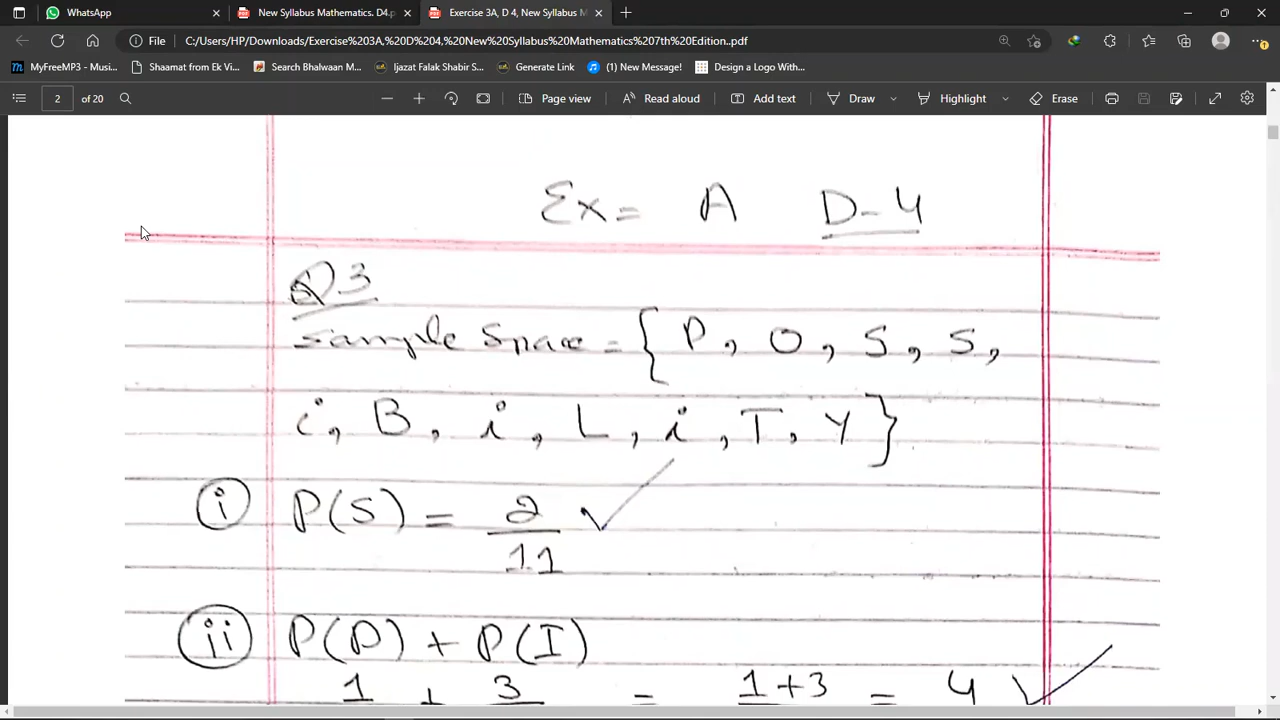 WhatsApp
New Syllabus Mathematics. D4.p
Exercise 3A, D 4, New Syllabus M
File C:/Users/HP/Downloads/Exercise%203A,%20D%204,%20New%20Syllabus%20Mathematics%207th%20Edition..pdf
MyFreeMP3 - Musi... Shaamat from Ek Vi... Search Bhalwaan M... Ijazat Falak Shabir S... Generate Link (1) New Message! Design a Logo With...
2 of 20 Page view Read aloud Add text Draw Highlight Erase
Ex= A D-4
Q3
Sample Space = { P, O, S, S,
i, B, i, L, i, T, Y }
i P(S) = 2/11
ii P(P) + P(I)
1 + 3 = 1+3 = 4